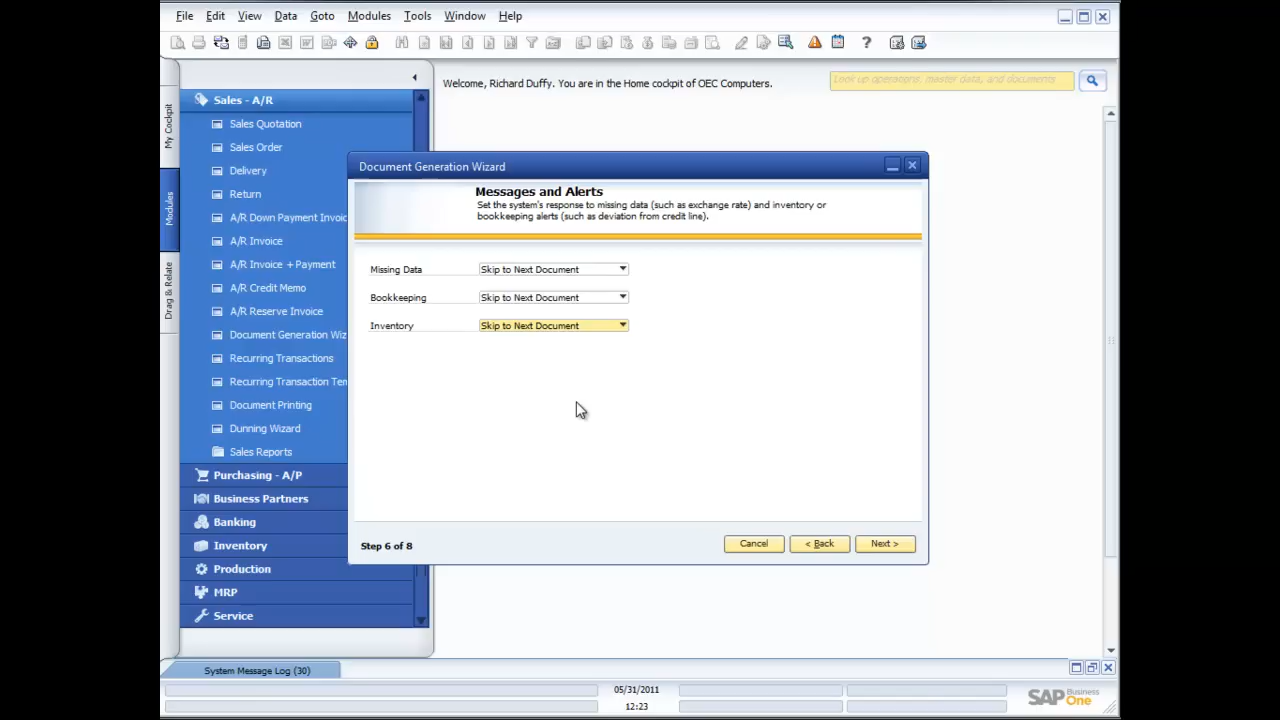 File Edit View Data Goto Modules Tools Window Help
Welcome, Richard Duffy. You are in the Home cockpit of OEC Computers.
Look up operations, master data, and documents
My Cockpit
Modules
Drag & Relate
Sales - A/R
Sales Quotation
Sales Order
Delivery
Return
A/R Down Payment Invoic
A/R Invoice
A/R Invoice + Payment
A/R Credit Memo
A/R Reserve Invoice
Document Generation Wiz
Recurring Transactions
Recurring Transaction Tem
Document Printing
Dunning Wizard
Sales Reports
Purchasing - A/P
Business Partners
Banking
Inventory
Production
MRP
Service
Document Generation Wizard
Messages and Alerts
Set the system's response to missing data (such as exchange rate) and inventory or
bookkeeping alerts (such as deviation from credit line).
Missing Data Skip to Next Document
Bookkeeping Skip to Next Document
Inventory Skip to Next Document
Step 6 of 8
Cancel < Back Next >
System Message Log (30)
05/31/2011
12:23
SAP Business One